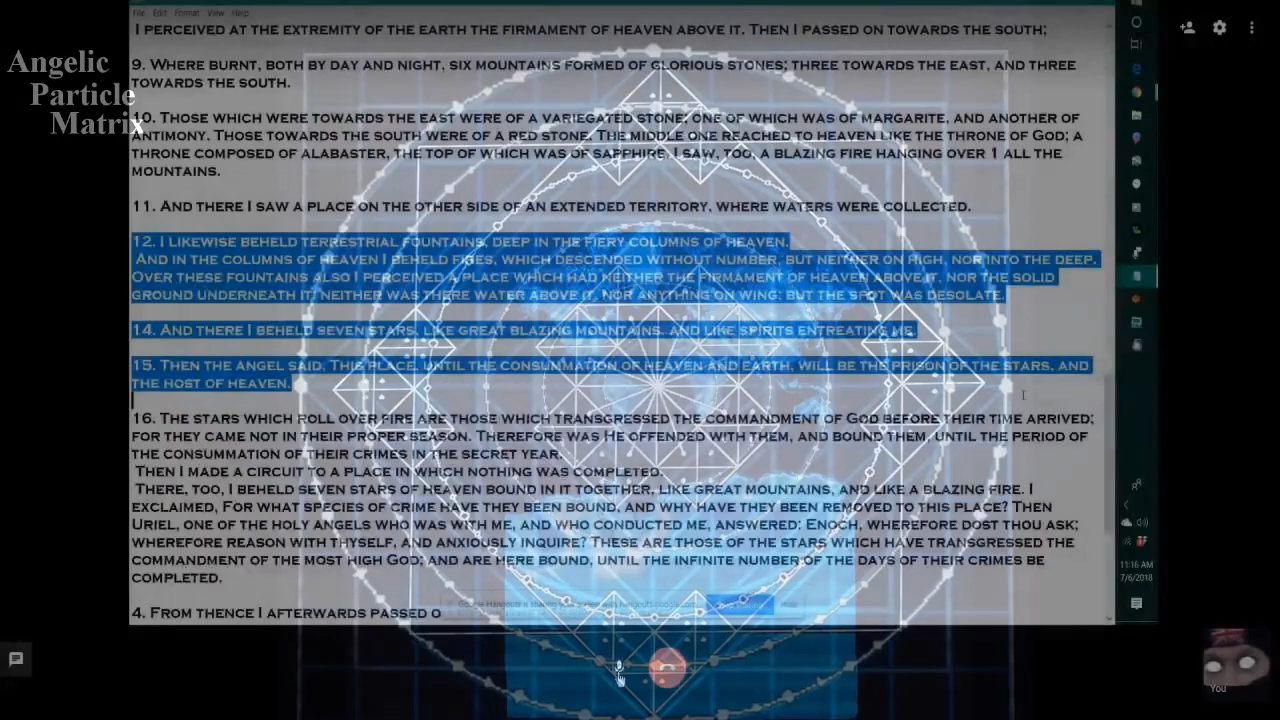 File Edit Format View Help
I PERCEIVED AT THE EXTREMITY OF THE EARTH THE FIRMAMENT OF HEAVEN ABOVE IT. THEN I PASSED ON TOWARDS THE SOUTH;
Angelic
Particle
Matrix
9. WHERE BURNT, BOTH BY DAY AND NIGHT, SIX MOUNTAINS FORMED OF GLORIOUS STONES; THREE TOWARDS THE EAST, AND THREE
TOWARDS THE SOUTH.
10. THOSE WHICH WERE TOWARDS THE EAST WERE OF A VARIEGATED STONE; ONE OF WHICH WAS OF MARGARITE, AND ANOTHER OF
ANTIMONY. THOSE TOWARDS THE SOUTH WERE OF A RED STONE. THE MIDDLE ONE REACHED TO HEAVEN LIKE THE THRONE OF GOD; A
THRONE COMPOSED OF ALABASTER, THE TOP OF WHICH WAS OF SAPPHIRE. I SAW, TOO, A BLAZING FIRE HANGING OVER 1 ALL THE
MOUNTAINS.
11. AND THERE I SAW A PLACE ON THE OTHER SIDE OF AN EXTENDED TERRITORY, WHERE WATERS WERE COLLECTED.
12. I LIKEWISE BEHELD TERRESTRIAL FOUNTAINS, DEEP IN THE FIERY COLUMNS OF HEAVEN.
AND IN THE COLUMNS OF HEAVEN I BEHELD FIRES, WHICH DESCENDED WITHOUT NUMBER, BUT NEITHER ON HIGH, NOR INTO THE DEEP.
OVER THESE FOUNTAINS ALSO I PERCEIVED A PLACE WHICH HAD NEITHER THE FIRMAMENT OF HEAVEN ABOVE IT, NOR THE SOLID
GROUND UNDERNEATH IT; NEITHER WAS THERE WATER ABOVE IT, NOR ANYTHING ON WING; BUT THE SPOT WAS DESOLATE.
14. AND THERE I BEHELD SEVEN STARS, LIKE GREAT BLAZING MOUNTAINS, AND LIKE SPIRITS ENTREATING ME.
15. THEN THE ANGEL SAID, THIS PLACE, UNTIL THE CONSUMMATION OF HEAVEN AND EARTH, WILL BE THE PRISON OF THE STARS, AND
THE HOST OF HEAVEN.
16. THE STARS WHICH ROLL OVER FIRE ARE THOSE WHICH TRANSGRESSED THE COMMANDMENT OF GOD BEFORE THEIR TIME ARRIVED;
FOR THEY CAME NOT IN THEIR PROPER SEASON. THEREFORE WAS HE OFFENDED WITH THEM, AND BOUND THEM, UNTIL THE PERIOD OF
THE CONSUMMATION OF THEIR CRIMES IN THE SECRET YEAR.
THEN I MADE A CIRCUIT TO A PLACE IN WHICH NOTHING WAS COMPLETED.
THERE, TOO, I BEHELD SEVEN STARS OF HEAVEN BOUND IN IT TOGETHER, LIKE GREAT MOUNTAINS, AND LIKE A BLAZING FIRE. I
EXCLAIMED, FOR WHAT SPECIES OF CRIME HAVE THEY BEEN BOUND, AND WHY HAVE THEY BEEN REMOVED TO THIS PLACE? THEN
URIEL, ONE OF THE HOLY ANGELS WHO WAS WITH ME, AND WHO CONDUCTED ME, ANSWERED: ENOCH, WHEREFORE DOST THOU ASK;
WHEREFORE REASON WITH THYSELF, AND ANXIOUSLY INQUIRE? THESE ARE THOSE OF THE STARS WHICH HAVE TRANSGRESSED THE
COMMANDMENT OF THE MOST HIGH GOD; AND ARE HERE BOUND, UNTIL THE INFINITE NUMBER OF THE DAYS OF THEIR CRIMES BE
COMPLETED.
4. FROM THENCE I AFTERWARDS PASSED O
Google Hangouts is sharing your screen with hangouts.google.com. Stop sharing Hide
11:16 AM
7/6/2018
You